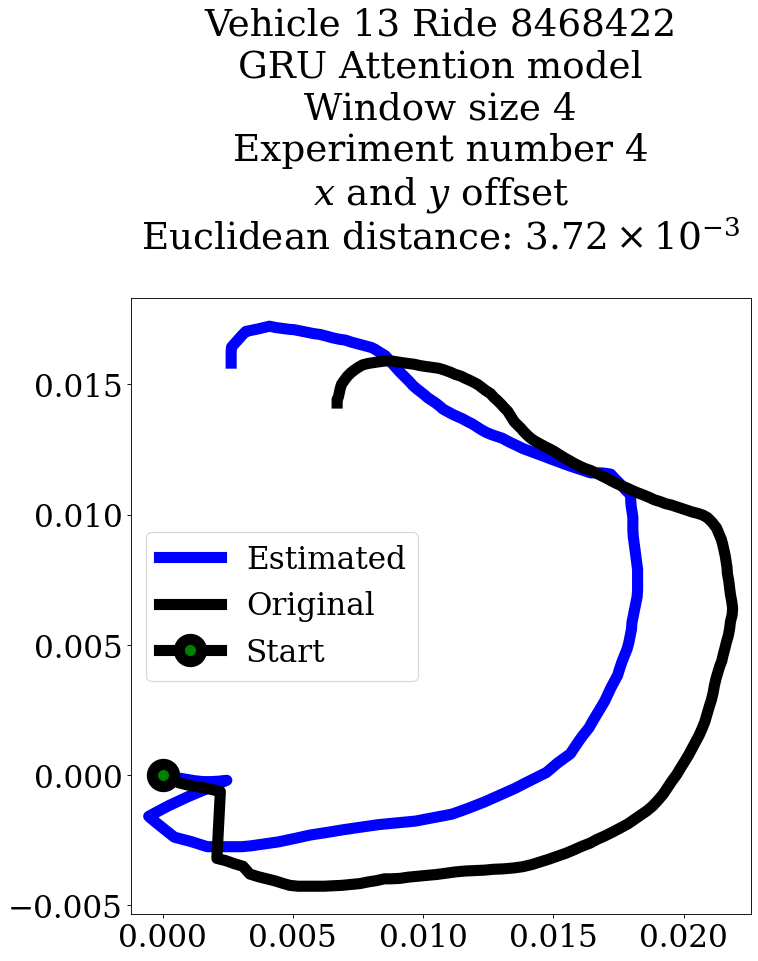 Vehicle 13 Ride 8468422
GRU Attention model
Window size 4
Experiment number 4
x and y offset
Euclidean distance: 3.72 × 10⁻³
0.015
0.010
0.005
0.000
−0.005
Estimated
Original
Start
0.000 0.005 0.010 0.015 0.020